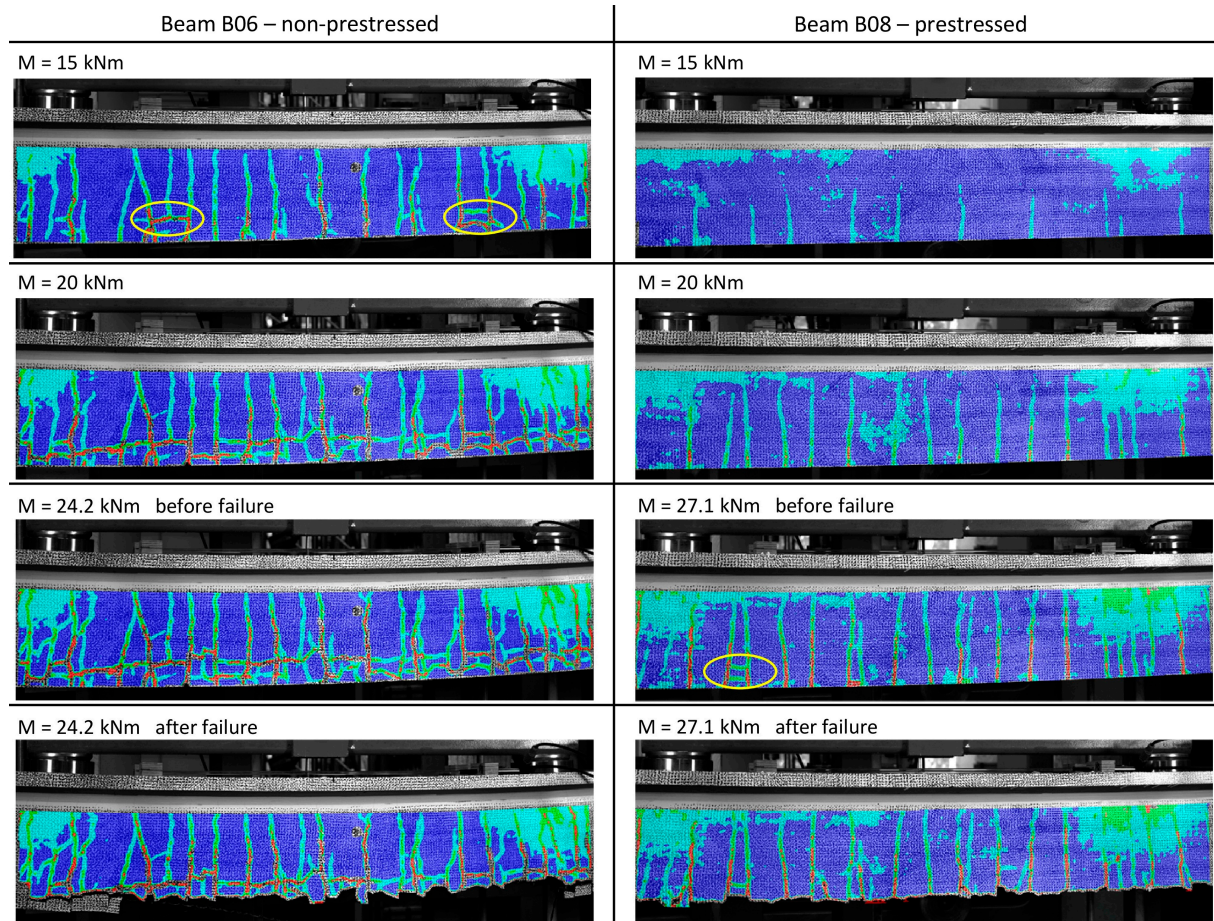 Beam B06 – non-prestressed
Beam B08 – prestressed
M = 15 kNm
M = 15 kNm
M = 20 kNm
M = 20 kNm
M = 24.2 kNm before failure
M = 27.1 kNm before failure
M = 24.2 kNm after failure
M = 27.1 kNm after failure